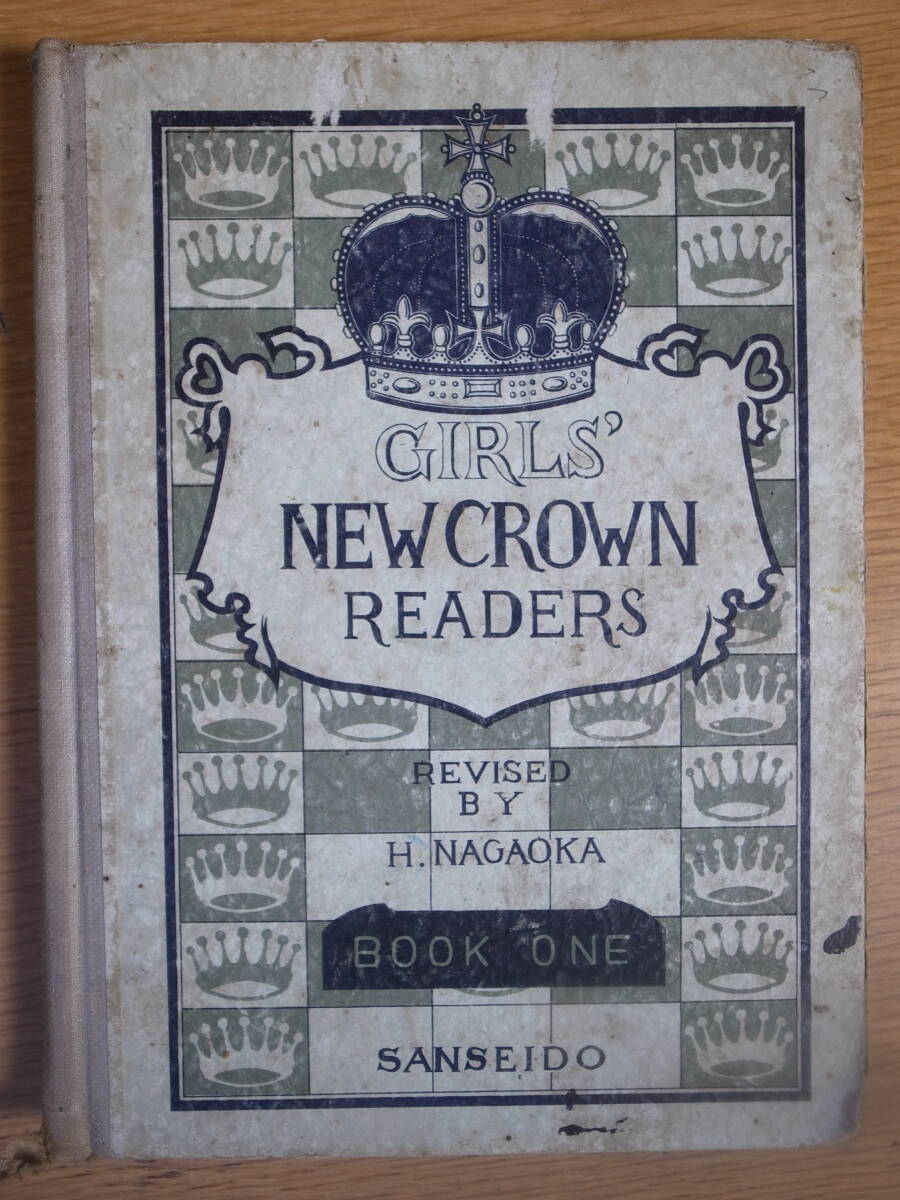 GIRLS'
NEW CROWN
READERS
REVISED
BY
H. NAGAOKA
BOOK ONE
SANSEIDO